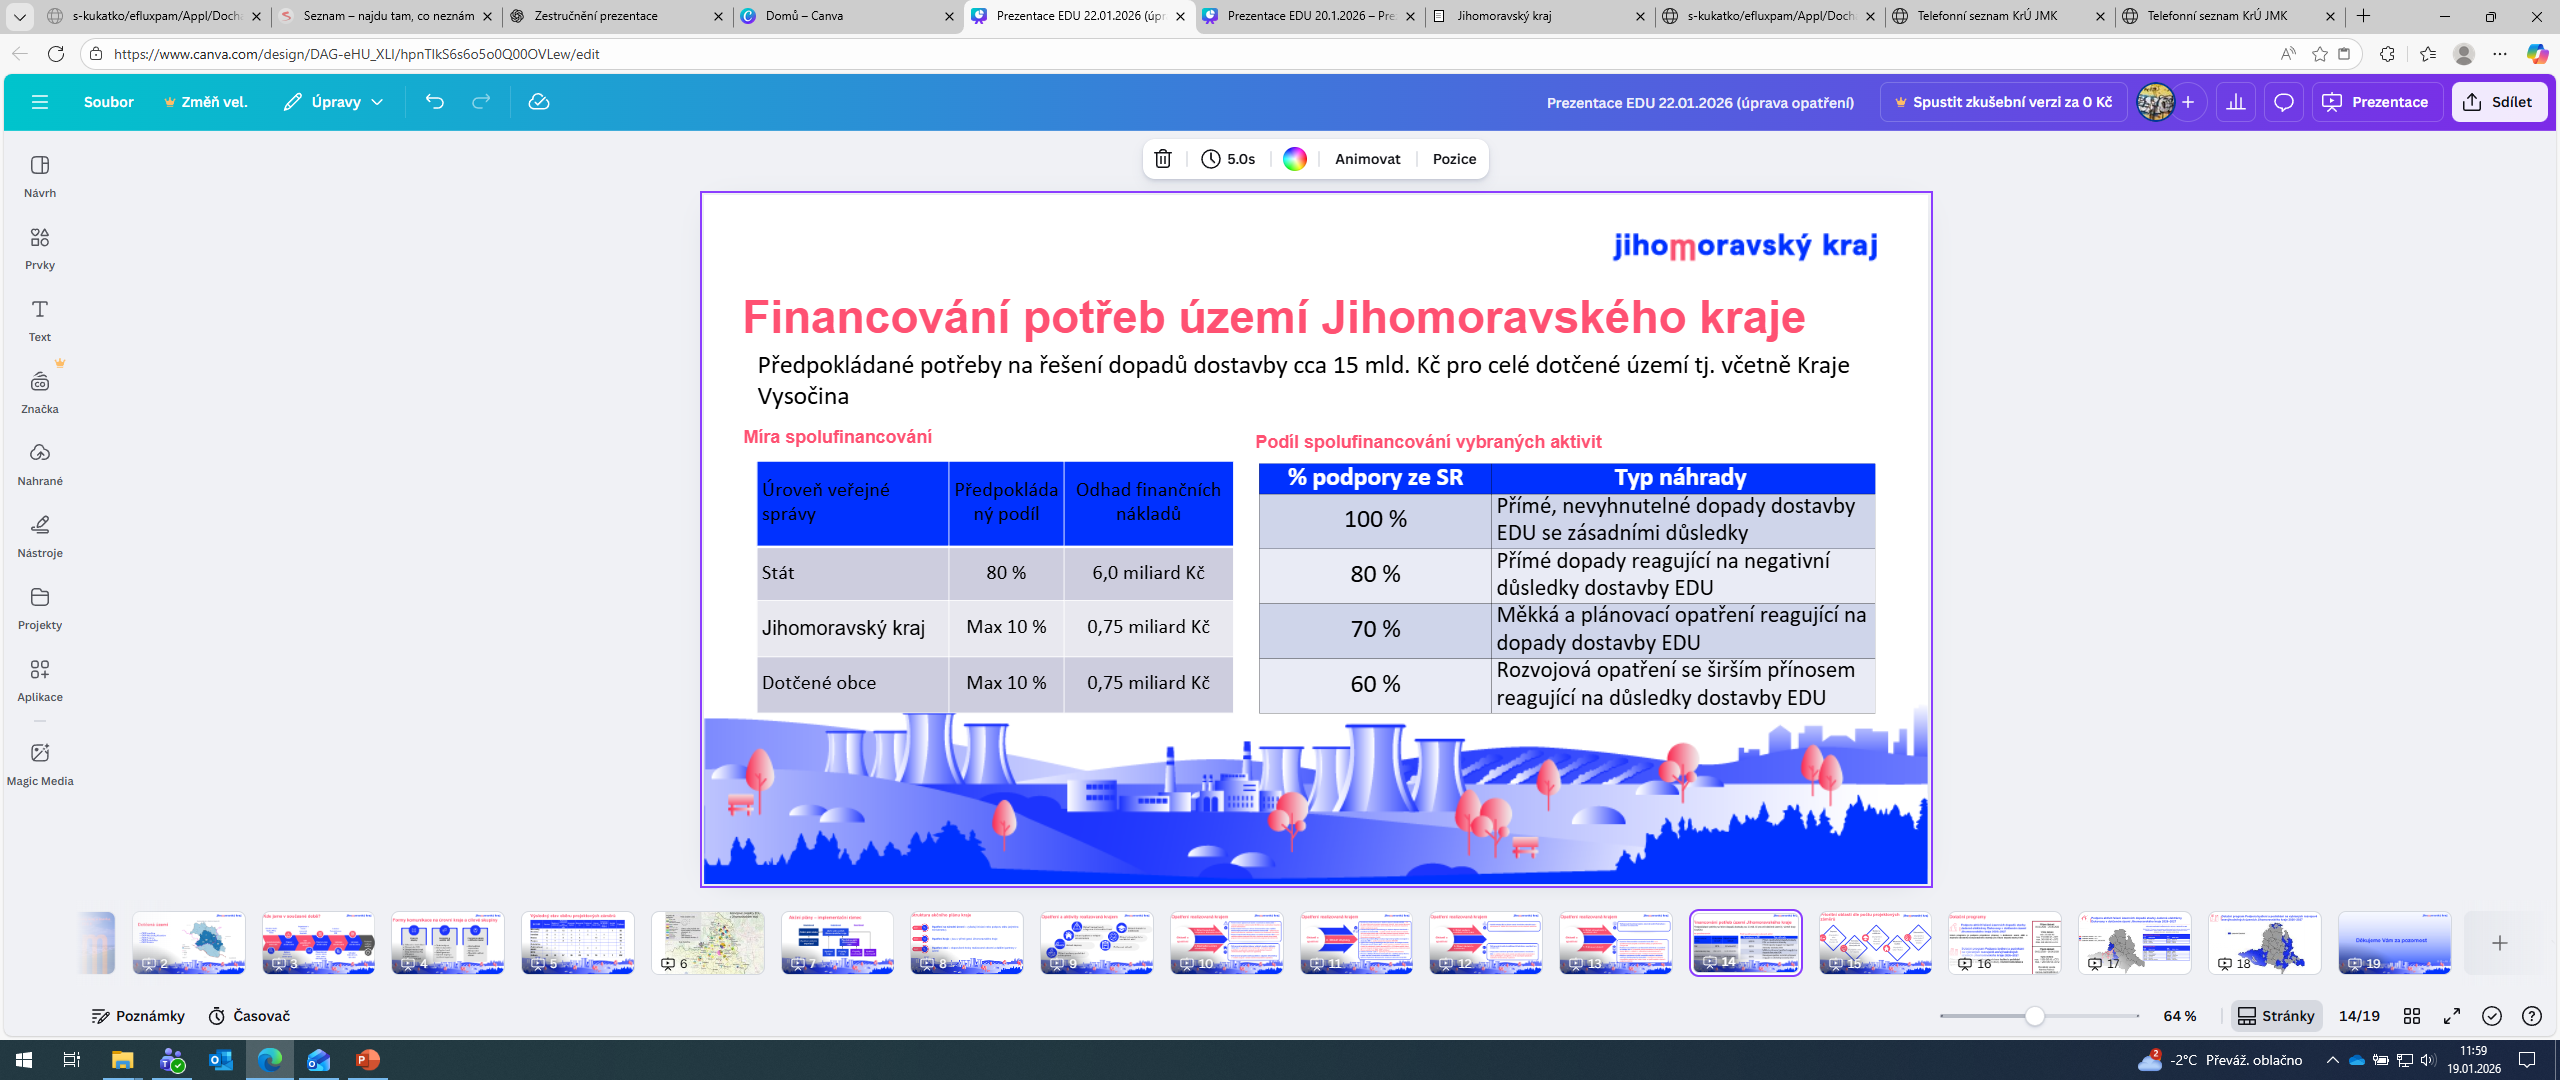 s-kukatko/efluxpam/Appl/Doch
Seznam – najdu tam, co neznám
Zestručnění prezentace
Domů – Canva
Prezentace EDU 22.01.2026 (úpr
Prezentace EDU 20.1.2026 – Pre
Jihomoravský kraj
s-kukatko/efluxpam/Appl/Doch
Telefonní seznam KrÚ JMK
Telefonní seznam KrÚ JMK
https://www.canva.com/design/DAG-eHU_XLI/hpnTIkS6s6o5o0Q00OVLew/edit
Soubor
Změň vel.
Úpravy
Prezentace EDU 22.01.2026 (úprava opatření)
Spustit zkušební verzi za 0 Kč
Prezentace
Sdílet
5.0s
Animovat
Pozice
Návrh
Prvky
Text
Značka
Nahrané
Nástroje
Projekty
Aplikace
Magic Media
jihomoravský kraj
Financování potřeb území Jihomoravského kraje
Předpokládané potřeby na řešení dopadů dostavby cca 15 mld. Kč pro celé dotčené území tj. včetně Kraje
Vysočina
Míra spolufinancování
Úroveň veřejné
správy
Předpokláda
ný podíl
Odhad finančních
nákladů
Stát
80 %
6,0 miliard Kč
Jihomoravský kraj
Max 10 %
0,75 miliard Kč
Dotčené obce
Max 10 %
0,75 miliard Kč
Podíl spolufinancování vybraných aktivit
% podpory ze SR
Typ náhrady
100 %
Přímé, nevyhnutelné dopady dostavby
EDU se zásadními důsledky
80 %
Přímé dopady reagující na negativní
důsledky dostavby EDU
70 %
Měkká a plánovací opatření reagující na
dopady dostavby EDU
60 %
Rozvojová opatření se širším přínosem
reagující na důsledky dostavby EDU
2
3
4
5
6
7
8
9
10
11
12
13
14
15
16
17
18
19
Děkujeme Vám za pozornost
Poznámky
Časovač
64 %
Stránky
14/19
-2°C
Převáž. oblačno
11:59
19.01.2026